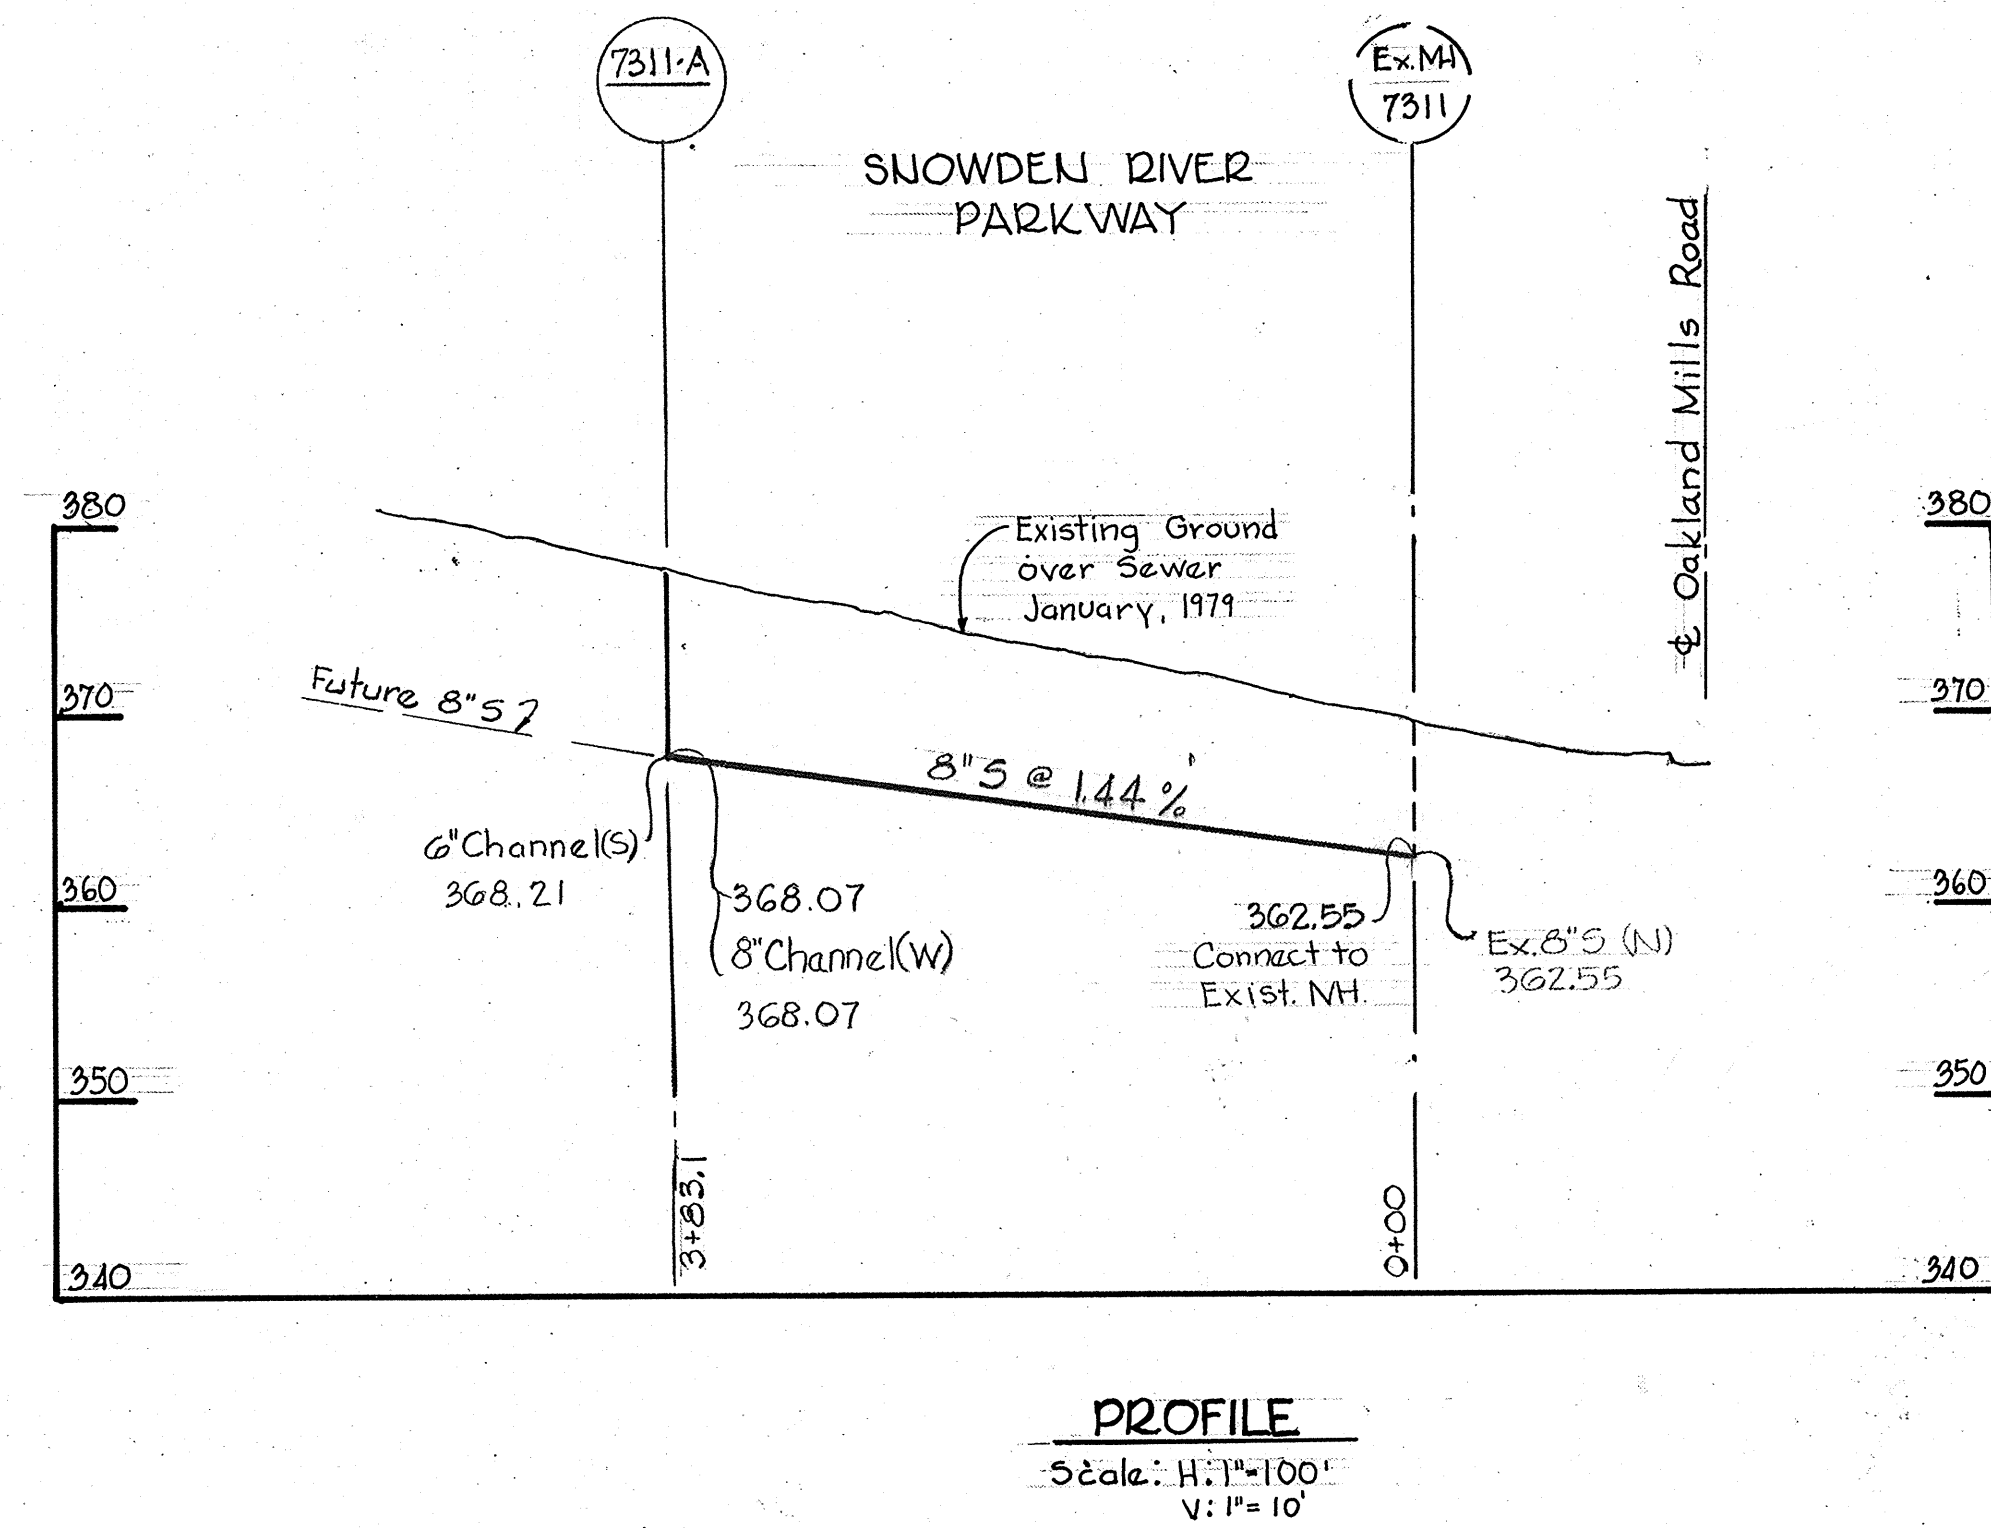 7311-A
Ex. MH
7311
SNOWDEN RIVER
PARKWAY
℄ Oakland Mills Road
380
380
Existing Ground
over Sewer
January, 1979
Future 8"S
370
370
8"S @ 1.44 %
6"Channel(S)
368.21
360
360
368.07
8"Channel(W)
368.07
362.55
Connect to
Exist. MH.
Ex. 8"S (N)
362.55
350
350
3+83.1
0+00
340
340
PROFILE
Scale: H: 1"=100'
V: 1"= 10'